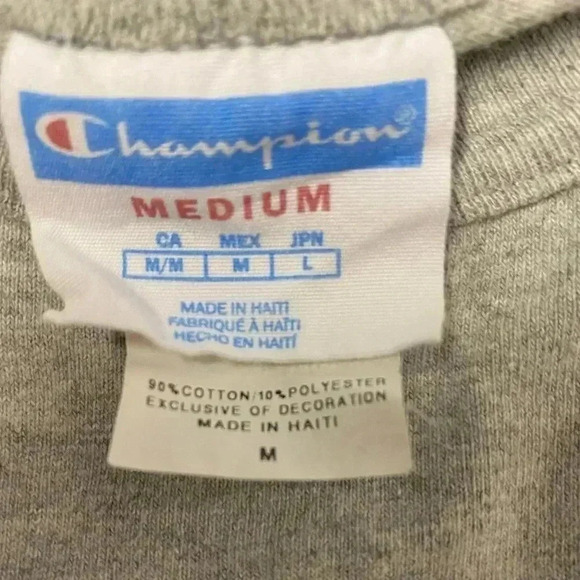 Champion®
MEDIUM
CA MEX JPN
M/M M L
MADE IN HAITI
FABRIQUÉ À HAÏTI
HECHO EN HAITÍ
90% COTTON/10% POLYESTER
EXCLUSIVE OF DECORATION
MADE IN HAITI
M